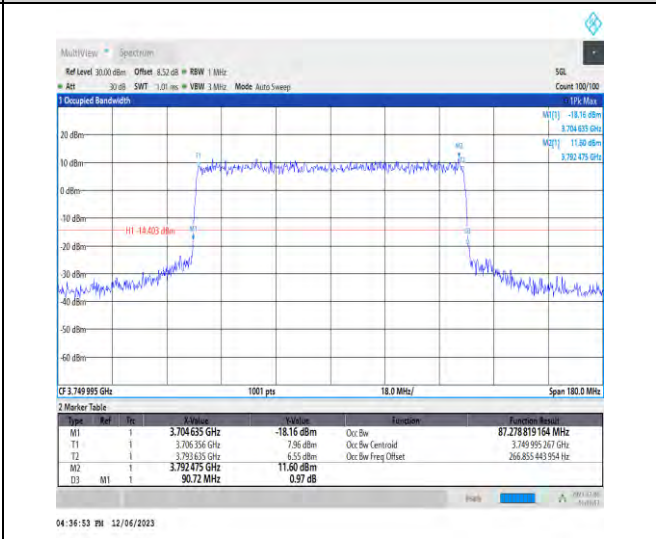 MultiView Spectrum
Ref Level 30.00 dBm Offset 8.52 dB RBW 1 MHz SGL
Att 30 dB SWT 1.01 ms VBW 3 MHz Mode Auto Sweep Count 100/100
1 Occupied Bandwidth 1Pk Max
M1[1] -18.16 dBm
3.704 635 GHz
M2[1] 11.60 dBm
3.792 475 GHz
20 dBm
M2
T1
10 dBm
0 dBm
-10 dBm
H1 -14.403 dBm
-20 dBm
-30 dBm
-40 dBm
-50 dBm
-60 dBm
CF 3.749 995 GHz 1001 pts 18.0 MHz/ Span 180.0 MHz
2 Marker Table
Type Ref Trc X-Value Y-Value Function Function Result
M1 1 3.704 635 GHz -18.16 dBm Occ Bw 87.278 819 164 MHz
T1 1 3.706 356 GHz 7.96 dBm Occ Bw Centroid 3.749 995 267 GHz
T2 1 3.793 635 GHz 6.55 dBm Occ Bw Freq Offset 266.855 443 954 Hz
M2 1 3.792 475 GHz 11.60 dBm
D3 M1 1 90.72 MHz 0.97 dB
04:36:53 PM 12/06/2023